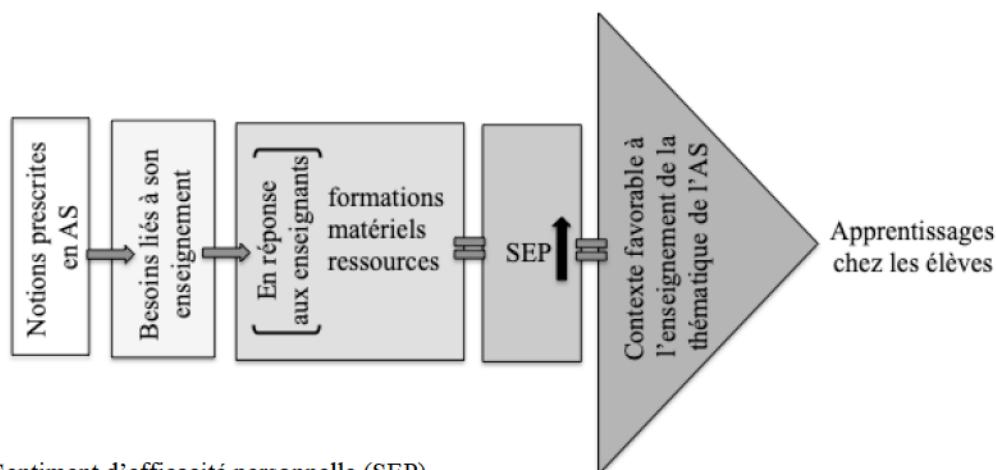 Notions prescrites
en AS
Besoins liés à son
enseignement
En réponse
aux enseignants
formations
matériels
ressources
SEP
Contexte favorable à
l'enseignement de la
thématique de l'AS
Apprentissages
chez les élèves
Sentiment d'efficacité personnelle (SEP)